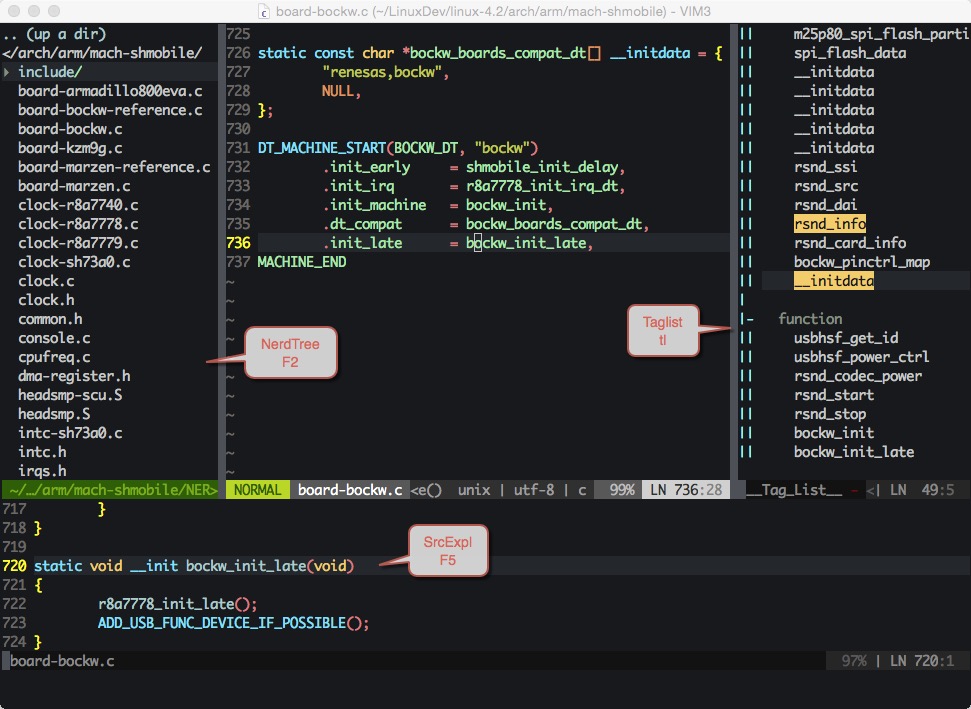 board-bockw.c (~/LinuxDev/linux-4.2/arch/arm/mach-shmobile) - VIM3
.. (up a dir)
</arch/arm/mach-shmobile/
▸ include/
board-armadillo800eva.c
board-bockw-reference.c
board-bockw.c
board-kzm9g.c
board-marzen-reference.c
board-marzen.c
clock-r8a7740.c
clock-r8a7778.c
clock-r8a7779.c
clock-sh73a0.c
clock.c
clock.h
common.h
console.c
cpufreq.c
dma-register.h
headsmp-scu.S
headsmp.S
intc-sh73a0.c
intc.h
irqs.h
~/…/arm/mach-shmobile/NER>
725
726 static const char *bockw_boards_compat_dt[] __initdata = {
727 "renesas,bockw",
728 NULL,
729 };
730
731 DT_MACHINE_START(BOCKW_DT, "bockw")
732 .init_early = shmobile_init_delay,
733 .init_irq = r8a7778_init_irq_dt,
734 .init_machine = bockw_init,
735 .dt_compat = bockw_boards_compat_dt,
736 .init_late = bockw_init_late,
737 MACHINE_END
~
~
~
~
~
~
~
~
~
~
~
NerdTree
F2
Taglist
tl
NORMAL board-bockw.c <e() unix | utf-8 | c 99% LN 736:28
|| m25p80_spi_flash_parti
|| spi_flash_data
|| __initdata
|| __initdata
|| __initdata
|| __initdata
|| __initdata
|| rsnd_ssi
|| rsnd_src
|| rsnd_dai
|| rsnd_info
|| rsnd_card_info
|| bockw_pinctrl_map
|| __initdata
|
|- function
|| usbhsf_get_id
|| usbhsf_power_ctrl
|| rsnd_codec_power
|| rsnd_start
|| rsnd_stop
|| bockw_init
|| bockw_init_late
__Tag_List__ - <| LN 49:5
717 }
718 }
719
720 static void __init bockw_init_late(void)
721 {
722 r8a7778_init_late();
723 ADD_USB_FUNC_DEVICE_IF_POSSIBLE();
724 }
SrcExpl
F5
board-bockw.c 97% | LN 720:1